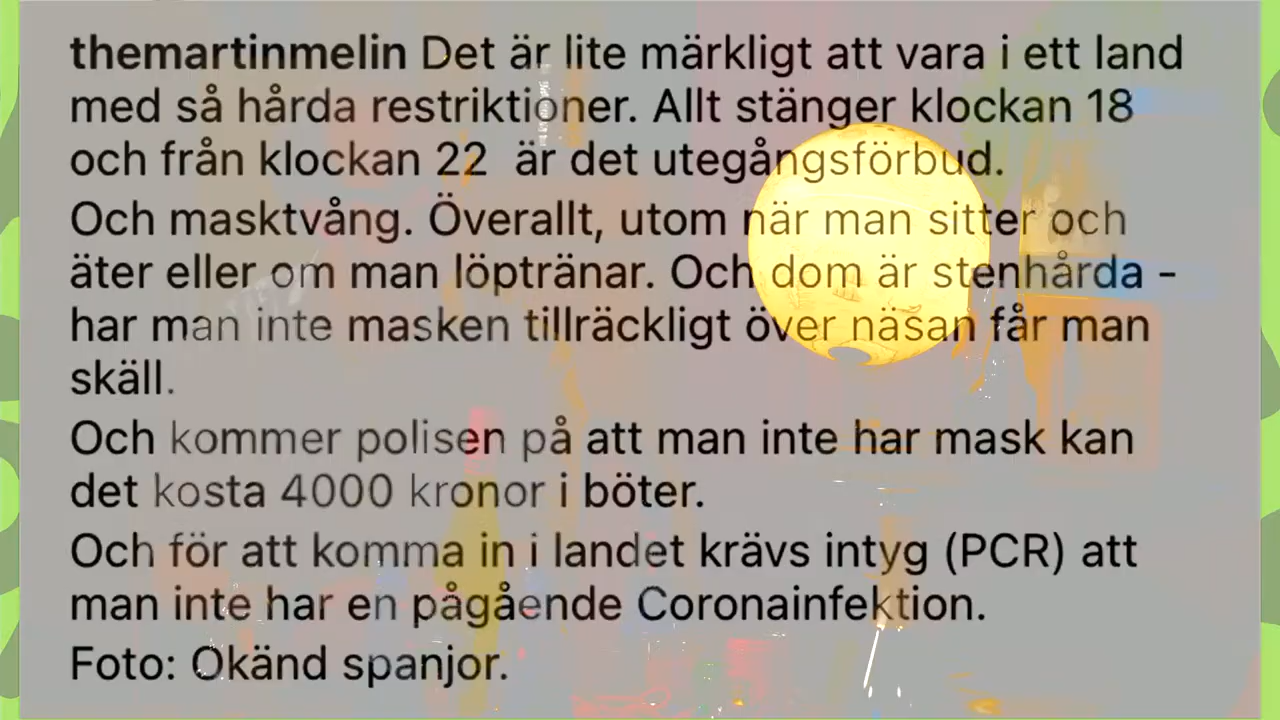 themartinmelin Det är lite märkligt att vara i ett land
med så hårda restriktioner. Allt stänger klockan 18
och från klockan 22 är det utegångsförbud.
Och masktvång. Överallt, utom när man sitter och
äter eller om man löptränar. Och dom är stenhårda -
har man inte masken tillräckligt över näsan får man
skäll.
Och kommer polisen på att man inte har mask kan
det kosta 4000 kronor i böter.
Och för att komma in i landet krävs intyg (PCR) att
man inte har en pågående Coronainfektion.
Foto: Okänd spanjor.